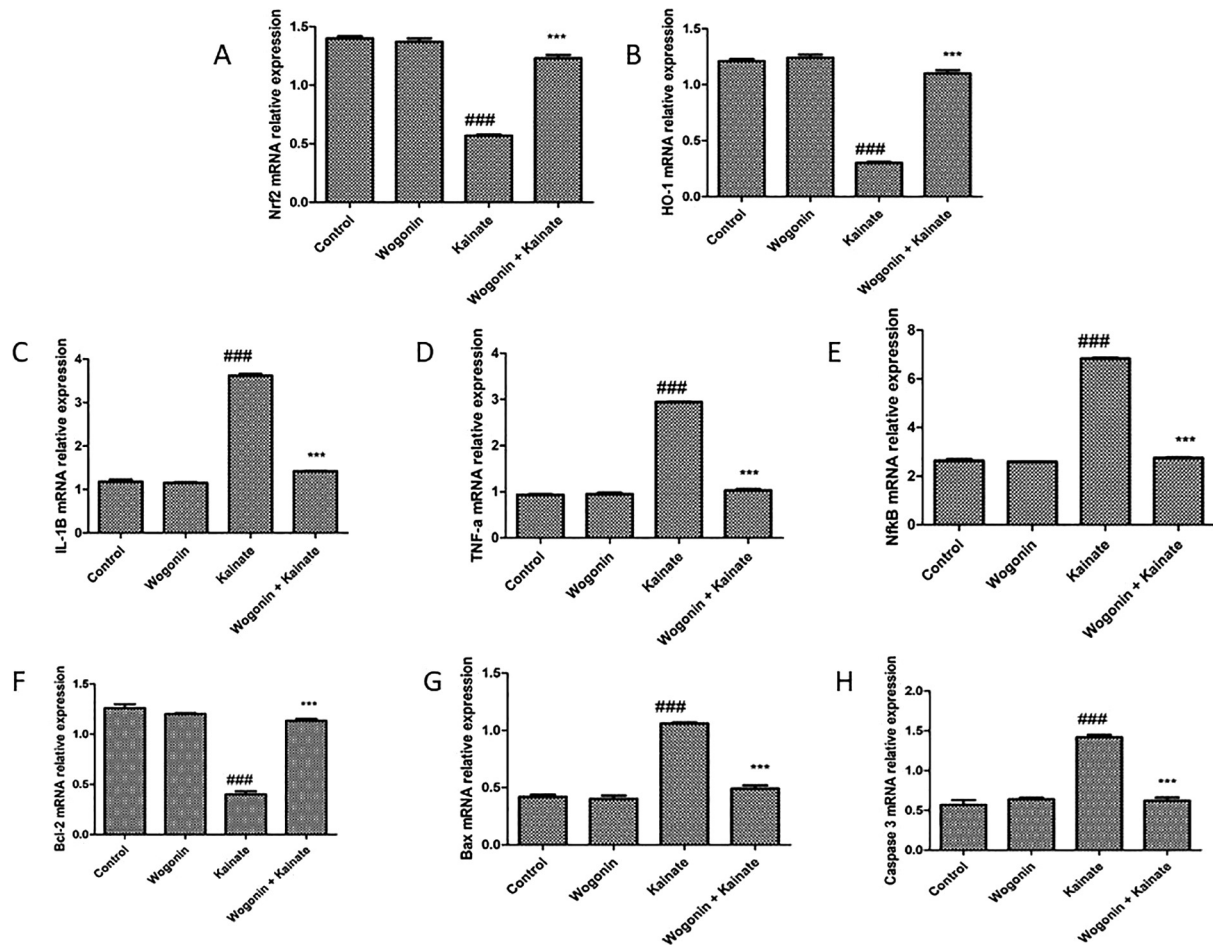 A
Nrf2 mRNA relative expression
1.5
1.0
0.5
0.0
###
***
Control
Wogonin
Kainate
Wogonin + Kainate
B
HO-1 mRNA relative expression
1.5
1.0
0.5
0.0
###
***
Control
Wogonin
Kainate
Wogonin + Kainate
C
IL-1B mRNA relative expression
4
3
2
1
0
###
***
Control
Wogonin
Kainate
Wogonin + Kainate
D
TNF-a mRNA relative expression
4
3
2
1
0
###
***
Control
Wogonin
Kainate
Wogonin + Kainate
E
NfkB mRNA relative expression
8
6
4
2
0
###
***
Control
Wogonin
Kainate
Wogonin + Kainate
F
Bcl-2 mRNA relative expression
1.5
1.0
0.5
0.0
###
***
Control
Wogonin
Kainate
Wogonin + Kainate
G
Bax mRNA relative expression
1.5
1.0
0.5
0.0
###
***
Control
Wogonin
Kainate
Wogonin + Kainate
H
Caspase 3 mRNA relative expression
2.0
1.5
1.0
0.5
0.0
###
***
Control
Wogonin
Kainate
Wogonin + Kainate